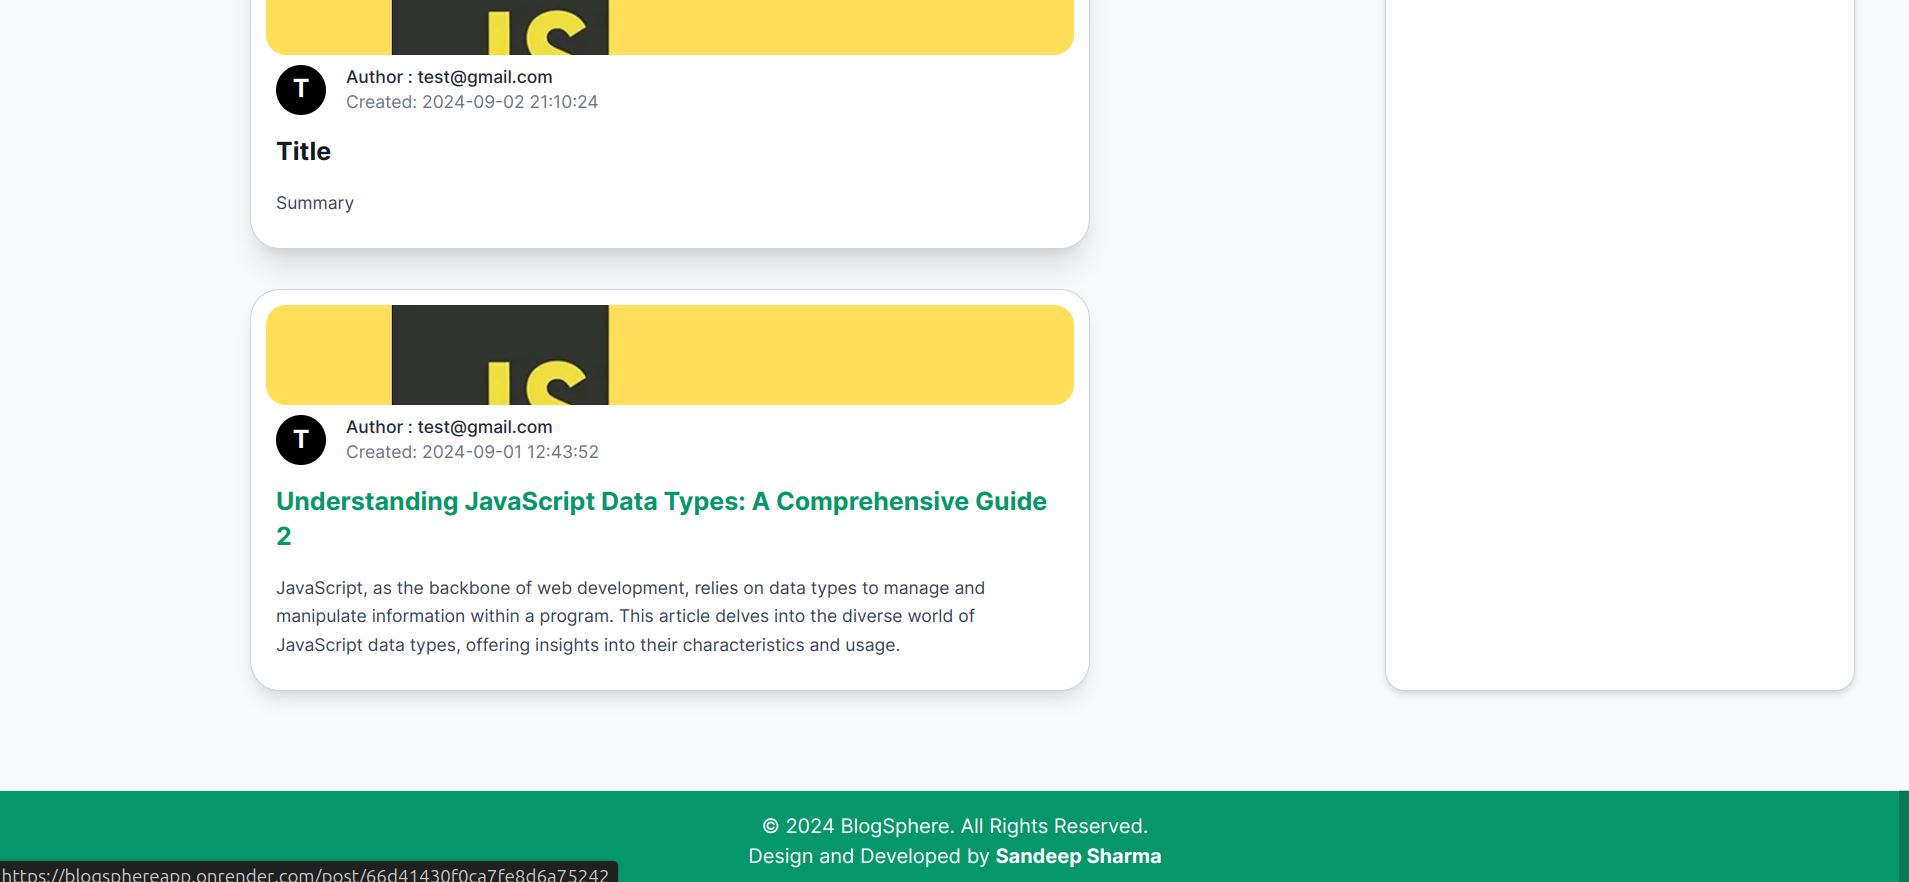 JS
T
Author : test@gmail.com
Created: 2024-09-02 21:10:24
Title
Summary
JS
T
Author : test@gmail.com
Created: 2024-09-01 12:43:52
Understanding JavaScript Data Types: A Comprehensive Guide
2
JavaScript, as the backbone of web development, relies on data types to manage and
manipulate information within a program. This article delves into the diverse world of
JavaScript data types, offering insights into their characteristics and usage.
© 2024 BlogSphere. All Rights Reserved.
Design and Developed by Sandeep Sharma
https://blogsphereapp.onrender.com/post/66d41430f0ca7fe8d6a75242